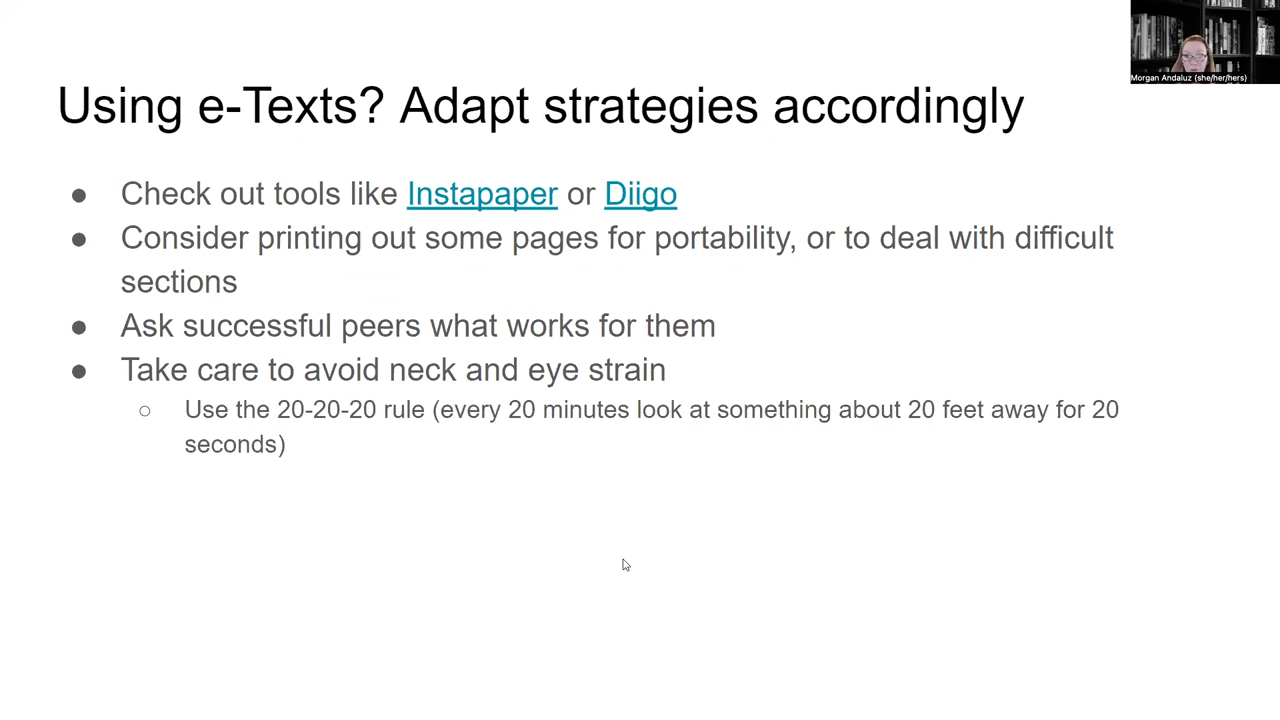 Morgan Andaluz (she/her/hers)
Using e-Texts? Adapt strategies accordingly
● Check out tools like Instapaper or Diigo
● Consider printing out some pages for portability, or to deal with difficult
sections
● Ask successful peers what works for them
● Take care to avoid neck and eye strain
○ Use the 20-20-20 rule (every 20 minutes look at something about 20 feet away for 20
seconds)